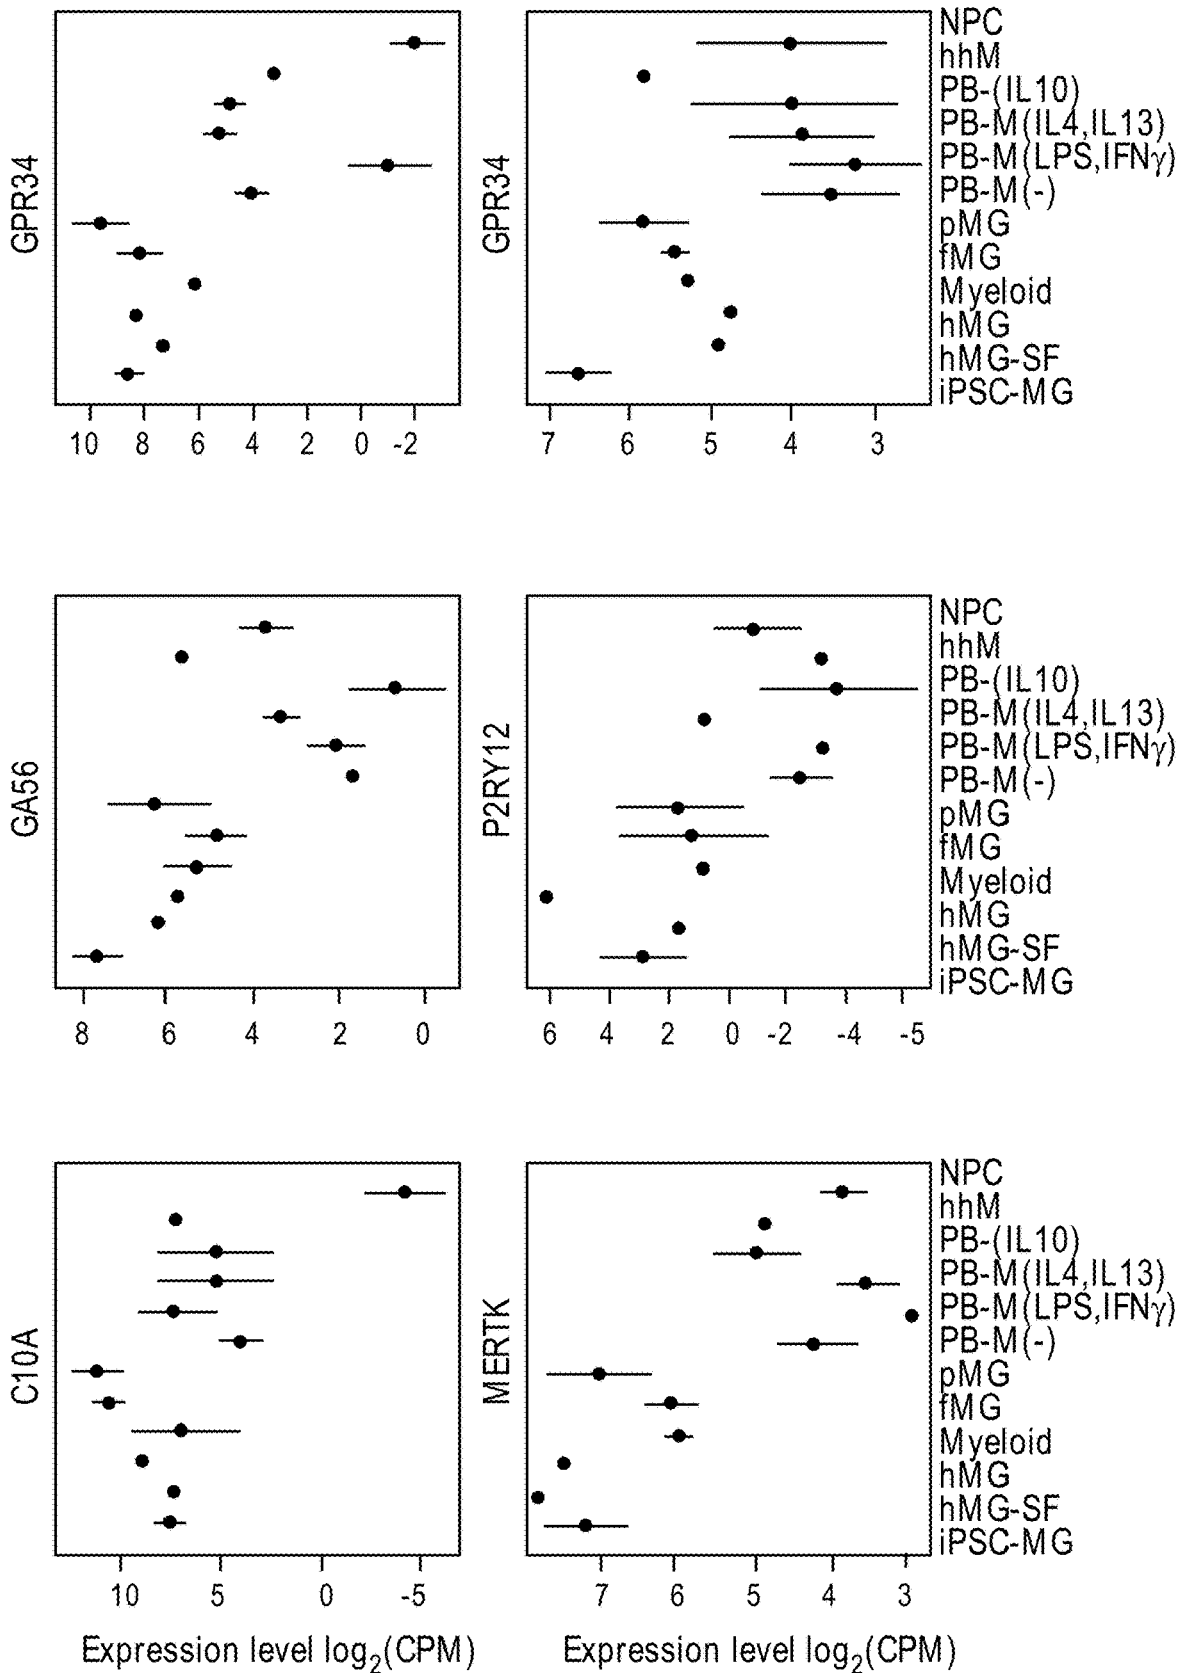 GPR34
10 8 6 4 2 0 -2
GPR34
7 6 5 4 3
NPC
hhM
PB-(IL10)
PB-M(IL4,IL13)
PB-M(LPS,IFNγ)
PB-M(-)
pMG
fMG
Myeloid
hMG
hMG-SF
iPSC-MG
GA56
8 6 4 2 0
P2RY12
6 4 2 0 -2 -4 -5
NPC
hhM
PB-(IL10)
PB-M(IL4,IL13)
PB-M(LPS,IFNγ)
PB-M(-)
pMG
fMG
Myeloid
hMG
hMG-SF
iPSC-MG
C10A
10 5 0 -5
Expression level log₂(CPM)
MERTK
7 6 5 4 3
Expression level log₂(CPM)
NPC
hhM
PB-(IL10)
PB-M(IL4,IL13)
PB-M(LPS,IFNγ)
PB-M(-)
pMG
fMG
Myeloid
hMG
hMG-SF
iPSC-MG